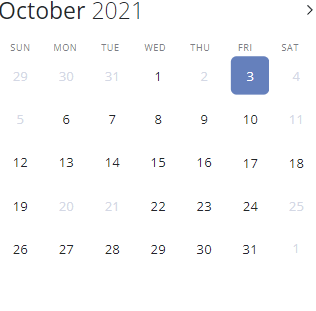 October 2021
SUN MON TUE WED THU FRI SAT
29 30 31 1 2 3 4
5 6 7 8 9 10 11
12 13 14 15 16 17 18
19 20 21 22 23 24 25
26 27 28 29 30 31 1